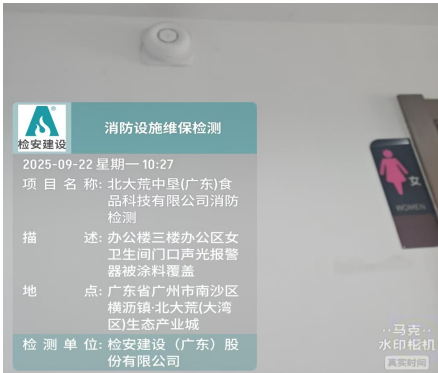 消防设施维保检测
检安建设
2025-09-22 星期一 10:27
项目名称: 北大荒中垦(广东)食
品科技有限公司消防
检测
描述: 办公楼三楼办公区女
卫生间门口声光报警
器被涂料覆盖
地点: 广东省广州市南沙区
横沥镇·北大荒(大湾
区)生态产业城
检测单位: 检安建设（广东）股
份有限公司
女
WOMEN
马克
水印相机
真实时间